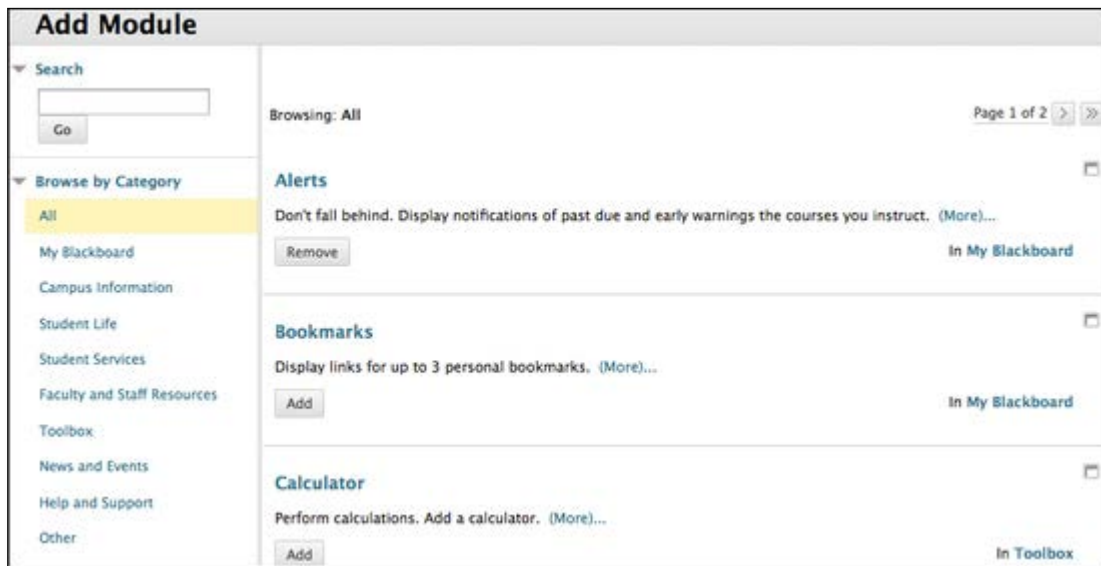 Add Module
Search
Go
Browse by Category
All
My Blackboard
Campus Information
Student Life
Student Services
Faculty and Staff Resources
Toolbox
News and Events
Help and Support
Other
Browsing: All
Page 1 of 2 > >>
Alerts
Don't fall behind. Display notifications of past due and early warnings the courses you instruct. (More)...
Remove
In My Blackboard
Bookmarks
Display links for up to 3 personal bookmarks. (More)...
Add
In My Blackboard
Calculator
Perform calculations. Add a calculator. (More)...
Add
In Toolbox